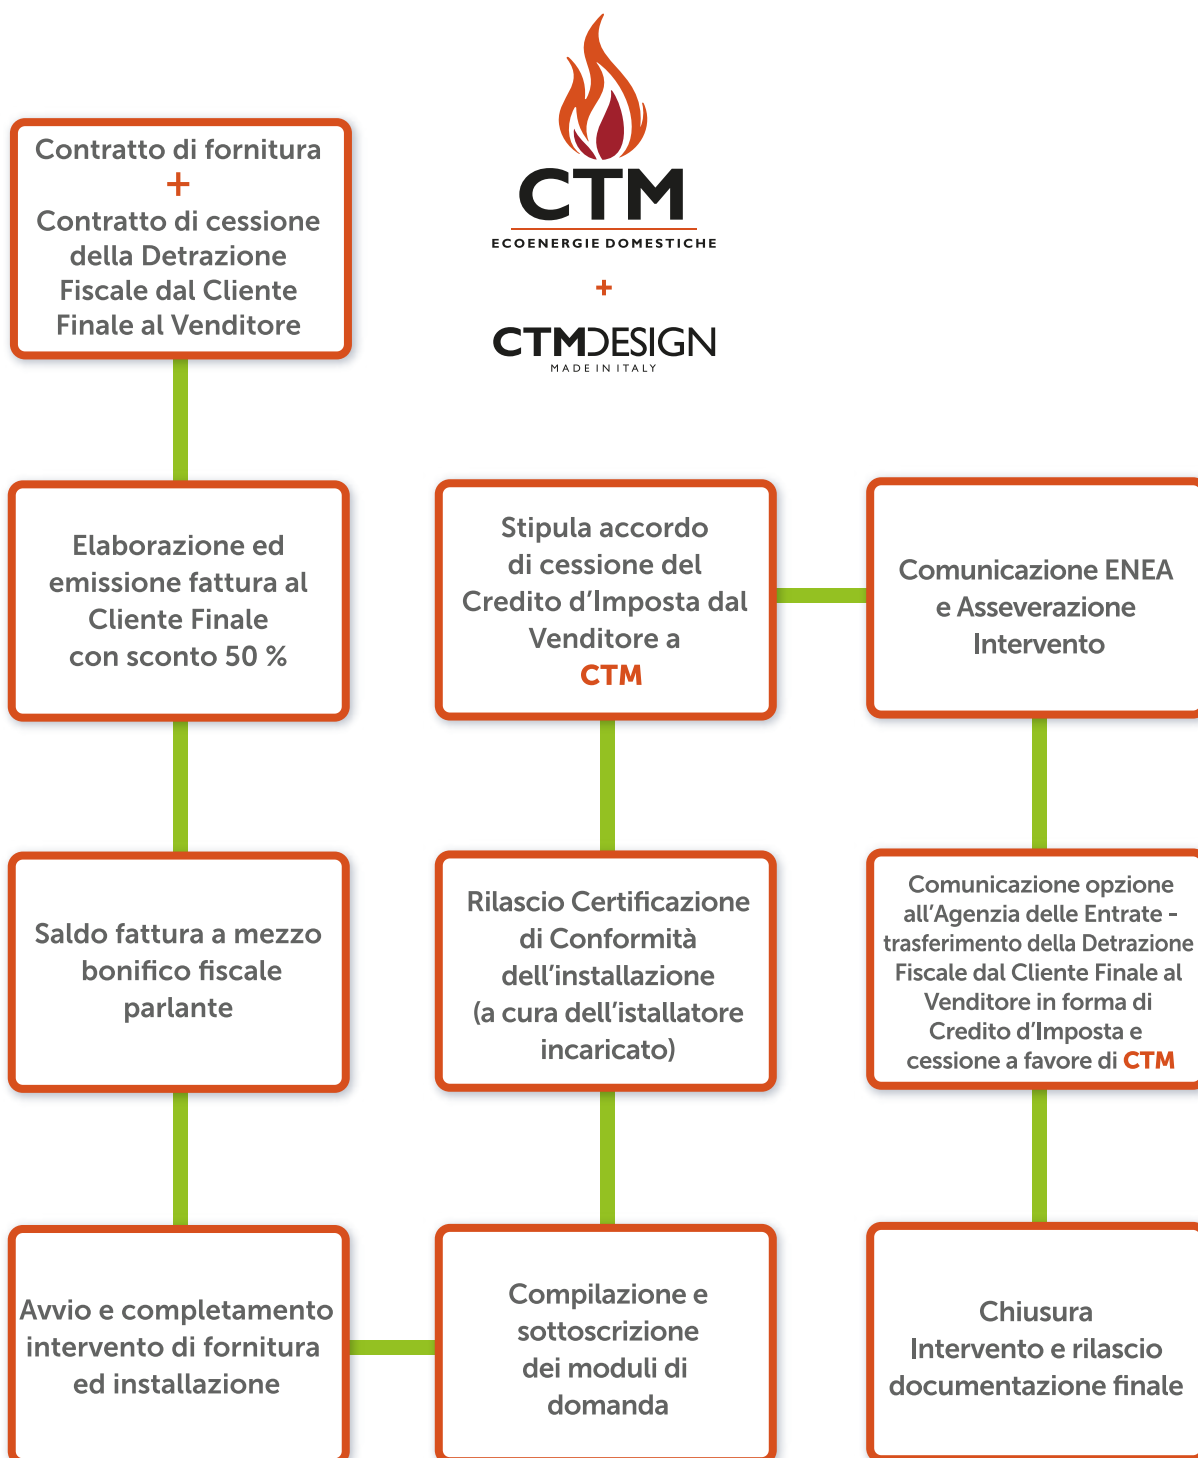 CTM
ECOENERGIE DOMESTICHE
+
CTMDESIGN
MADE IN ITALY
Contratto di fornitura
+
Contratto di cessione
della Detrazione
Fiscale dal Cliente
Finale al Venditore
Elaborazione ed
emissione fattura al
Cliente Finale
con sconto 50 %
Saldo fattura a mezzo
bonifico fiscale
parlante
Avvio e completamento
intervento di fornitura
ed installazione
Compilazione e
sottoscrizione
dei moduli di
domanda
Rilascio Certificazione
di Conformità
dell’installazione
(a cura dell’istallatore
incaricato)
Stipula accordo
di cessione del
Credito d’Imposta dal
Venditore a
CTM
Comunicazione ENEA
e Asseverazione
Intervento
Comunicazione opzione
all’Agenzia delle Entrate -
trasferimento della Detrazione
Fiscale dal Cliente Finale al
Venditore in forma di
Credito d’Imposta e
cessione a favore di CTM
Chiusura
Intervento e rilascio
documentazione finale